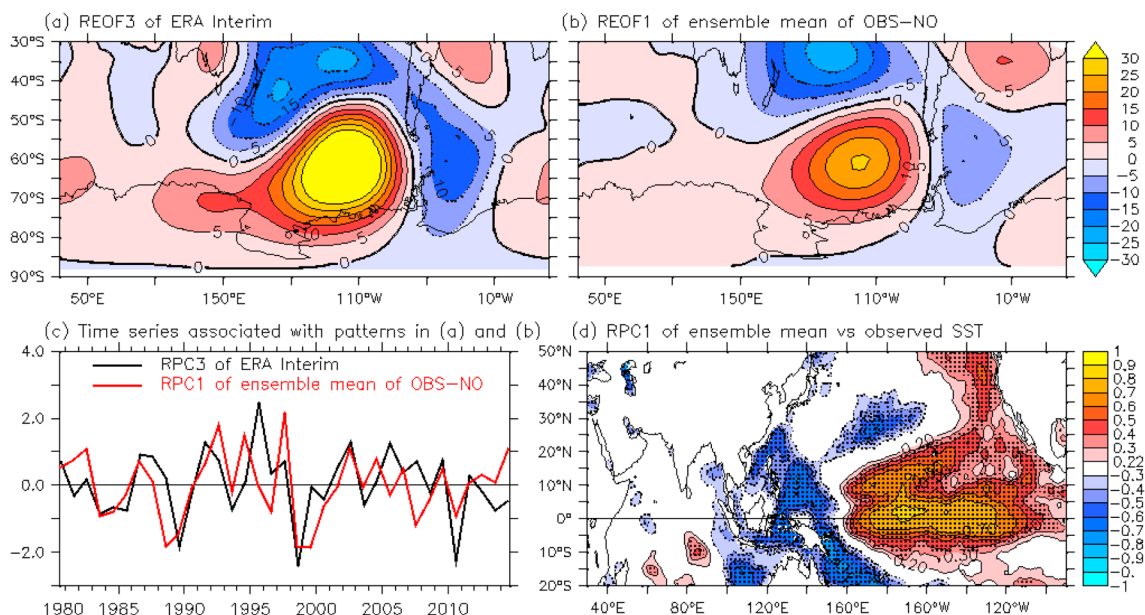 (a) REOF3 of ERA Interim
(b) REOF1 of ensemble mean of OBS-NO
30°S
40°S
50°S
60°S
70°S
80°S
90°S
50°E 150°E 110°W 10°W
50°E 150°E 110°W 10°W
30
25
20
15
10
5
0
-5
-10
-15
-20
-25
-30
(c) Time series associated with patterns in (a) and (b)
(d) RPC1 of ensemble mean vs observed SST
RPC3 of ERA Interim
RPC1 of ensemble mean of OBS-NO
4.0
2.0
0.0
-2.0
1980 1985 1990 1995 2000 2005 2010
50°N
40°N
30°N
20°N
10°N
0°
10°S
20°S
40°E 80°E 120°E 160°E 160°W 120°W
1
0.9
0.8
0.7
0.6
0.5
0.4
0.3
0.22
-0.3
-0.4
-0.5
-0.6
-0.7
-0.8
-0.9
-1